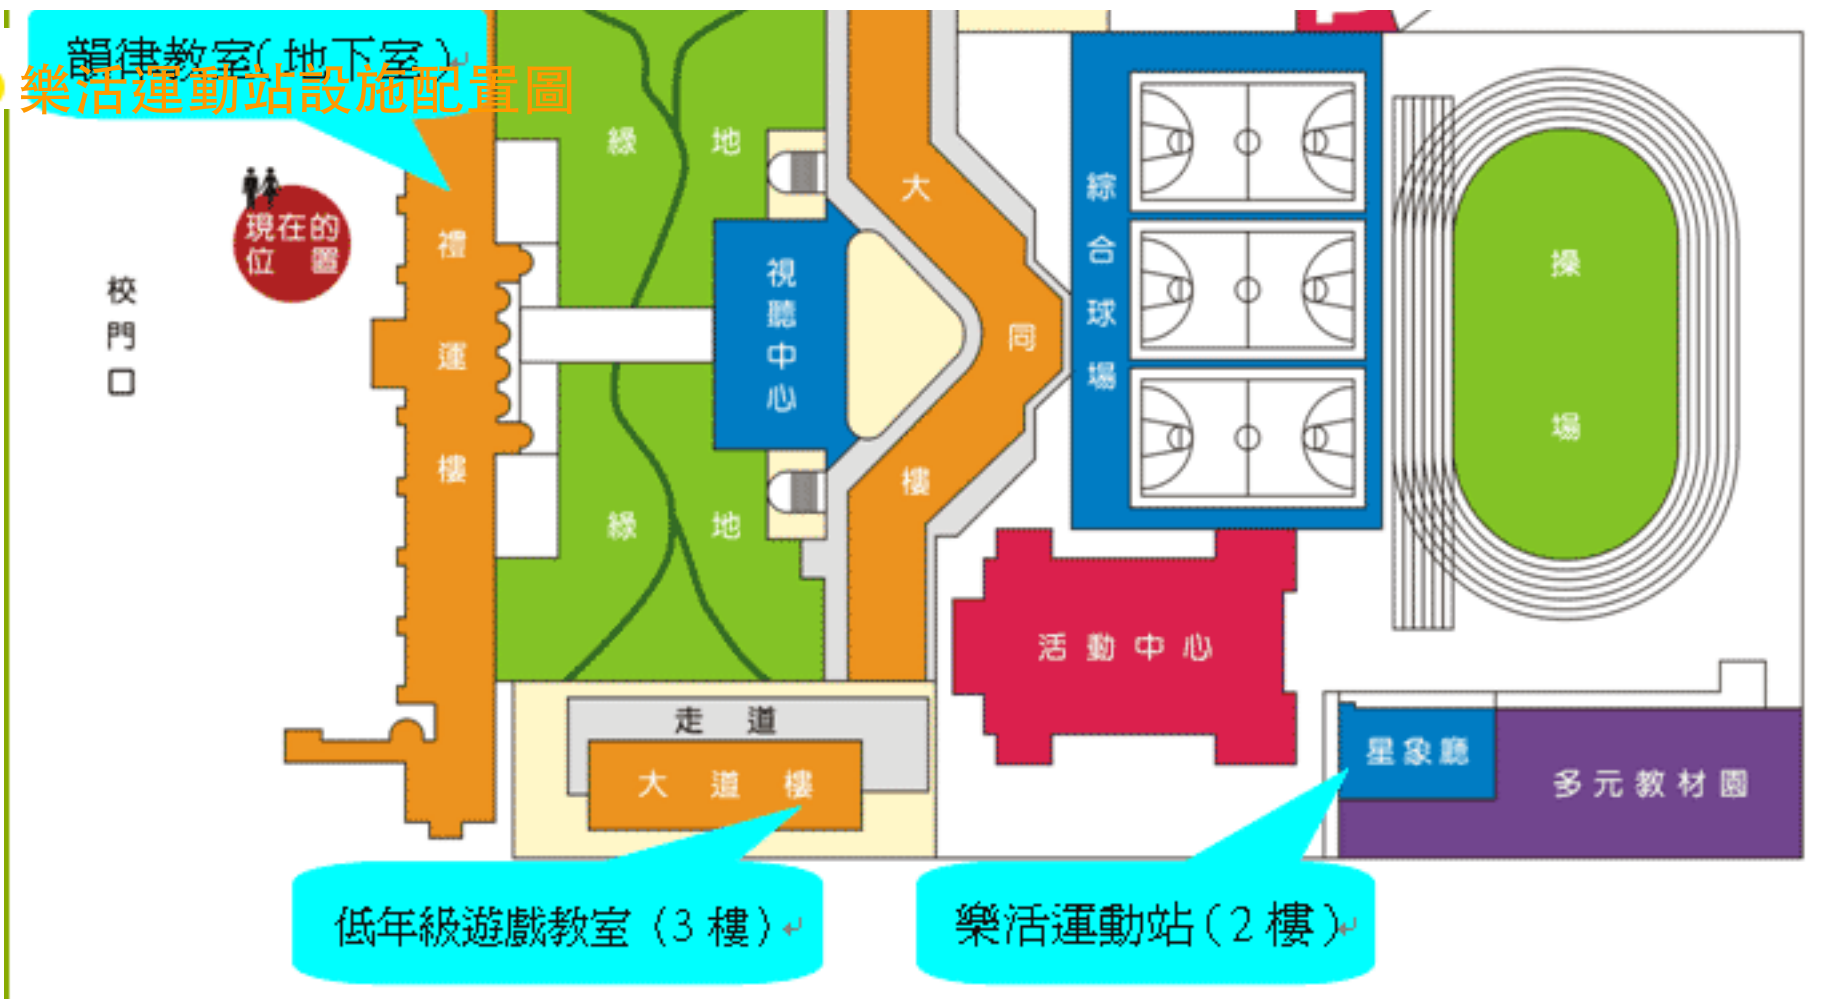 韻律教室(地下室)
樂活運動站設施配置圖
現在的
位置
校門口
禮運樓
綠地
視聽中心
綠地
大同樓
綜合球場
操場
活動中心
走道
大道樓
星象廳
多元教材園
低年級遊戲教室(3樓)
樂活運動站(2樓)